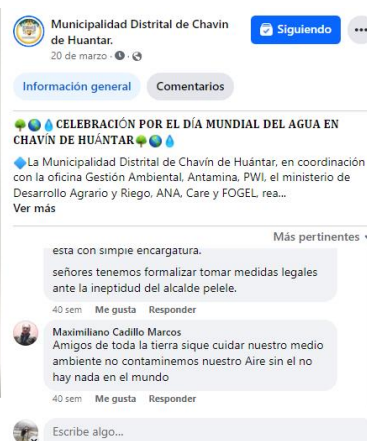 Municipalidad Distrital de Chavin
de Huantar.
20 de marzo ·
Siguiendo
Información general
Comentarios
CELEBRACIÓN POR EL DÍA MUNDIAL DEL AGUA EN
CHAVÍN DE HUÁNTAR
La Municipalidad Distrital de Chavín de Huántar, en coordinación
con la oficina Gestión Ambiental, Antamina, PWI, el ministerio de
Desarrollo Agrario y Riego, ANA, Care y FOGEL, rea...
Ver más
Más pertinentes
esta con simple encargatura.
señores tenemos formalizar tomar medidas legales
ante la ineptidud del alcalde pelele.
40 sem Me gusta Responder
Maximiliano Cadillo Marcos
Amigos de toda la tierra sique cuidar nuestro medio
ambiente no contaminemos nuestro Aire sin el no
hay nada en el mundo
40 sem Me gusta Responder
Escribe algo...